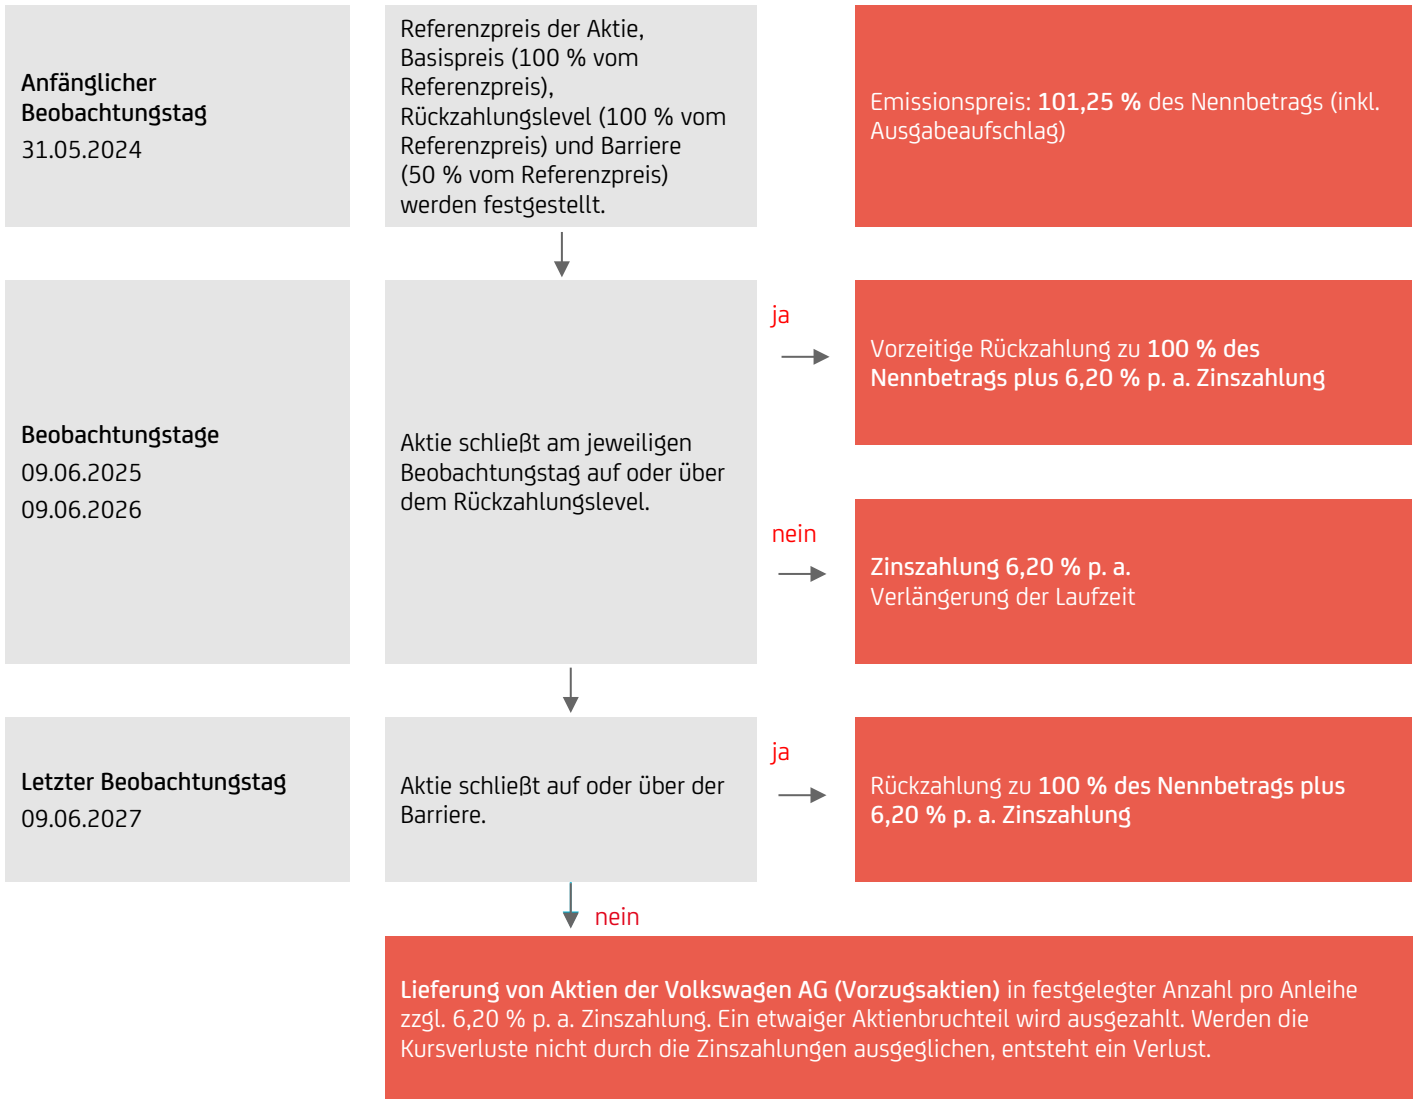 Anfänglicher
Beobachtungstag
31.05.2024
Referenzpreis der Aktie,
Basispreis (100 % vom
Referenzpreis),
Rückzahlungslevel (100 % vom
Referenzpreis) und Barriere
(50 % vom Referenzpreis)
werden festgestellt.
Emissionspreis: 101,25 % des Nennbetrags (inkl.
Ausgabeaufschlag)
Beobachtungstage
09.06.2025
09.06.2026
Aktie schließt am jeweiligen
Beobachtungstag auf oder über
dem Rückzahlungslevel.
ja
Vorzeitige Rückzahlung zu 100 % des
Nennbetrags plus 6,20 % p. a. Zinszahlung
nein
Zinszahlung 6,20 % p. a.
Verlängerung der Laufzeit
Letzter Beobachtungstag
09.06.2027
Aktie schließt auf oder über der
Barriere.
ja
Rückzahlung zu 100 % des Nennbetrags plus
6,20 % p. a. Zinszahlung
nein
Lieferung von Aktien der Volkswagen AG (Vorzugsaktien) in festgelegter Anzahl pro Anleihe
zzgl. 6,20 % p. a. Zinszahlung. Ein etwaiger Aktienbruchteil wird ausgezahlt. Werden die
Kursverluste nicht durch die Zinszahlungen ausgeglichen, entsteht ein Verlust.